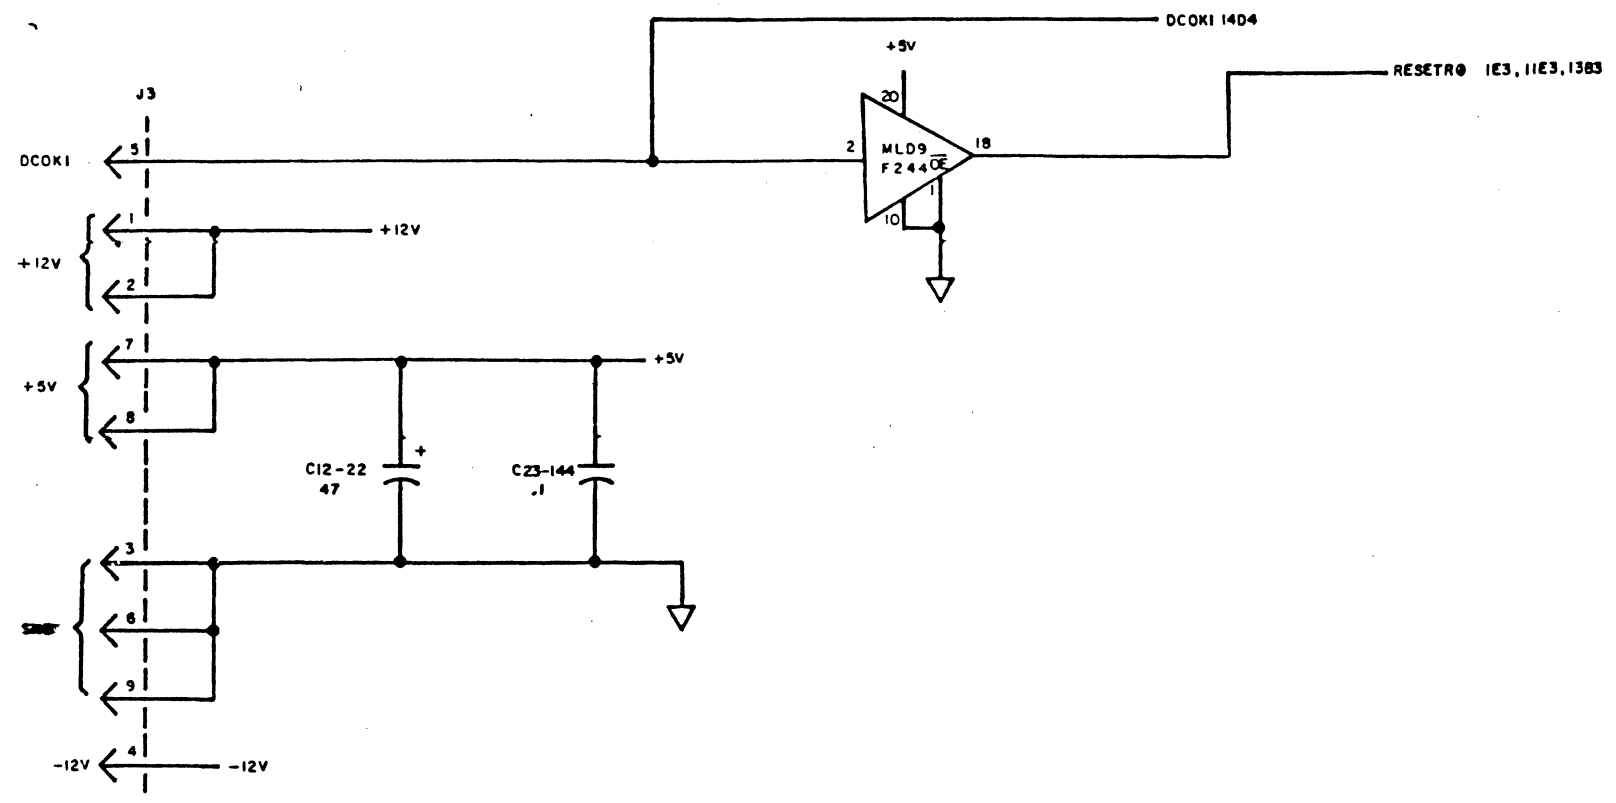 DCOK1 14D4
+5V
RESETR0 1E3, 11E3, 13B3
J3
20
DCOK1
5
2
MLD9
F244
OE
18
1
10
1
+12V
+12V
2
7
+5V
+5V
8
+
C12-22
47
C23-144
.1
3
6
9
4
-12V
-12V